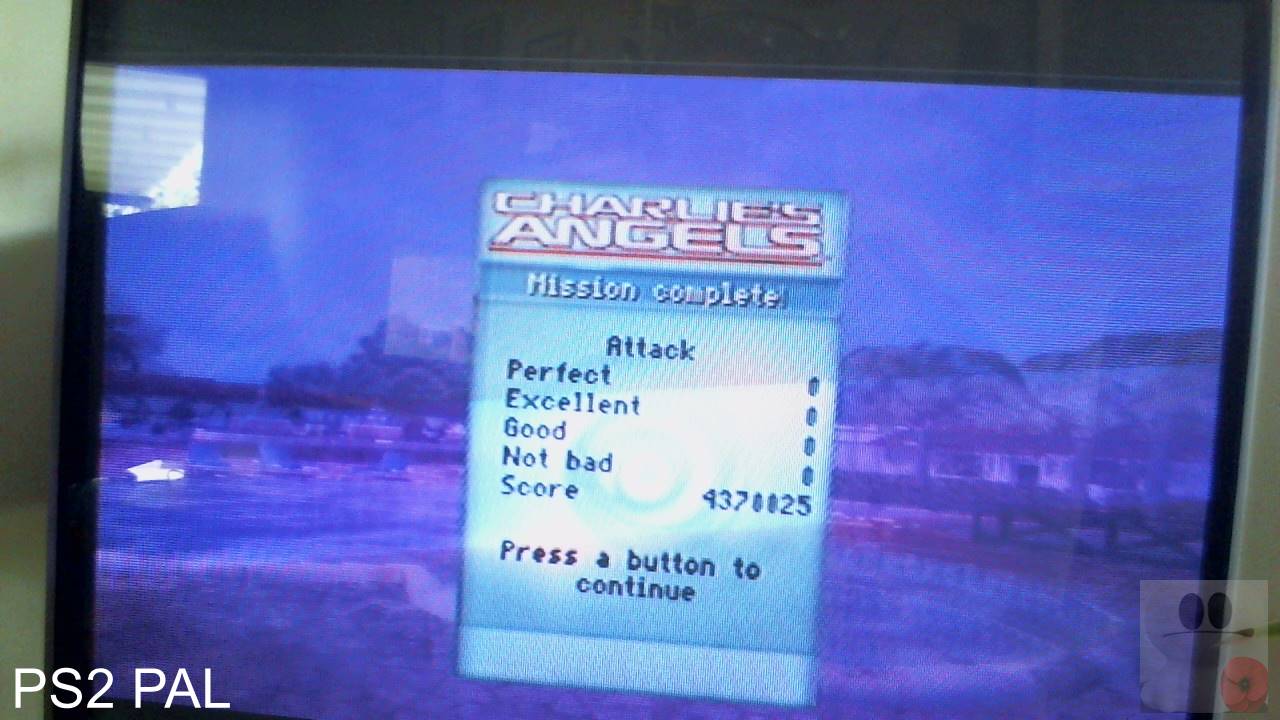 CHARLIE'S
ANGELS
Mission complete!
Attack
Perfect 0
Excellent 0
Good 0
Not bad 0
Score 4370025
Press a button to
continue
PS2 PAL